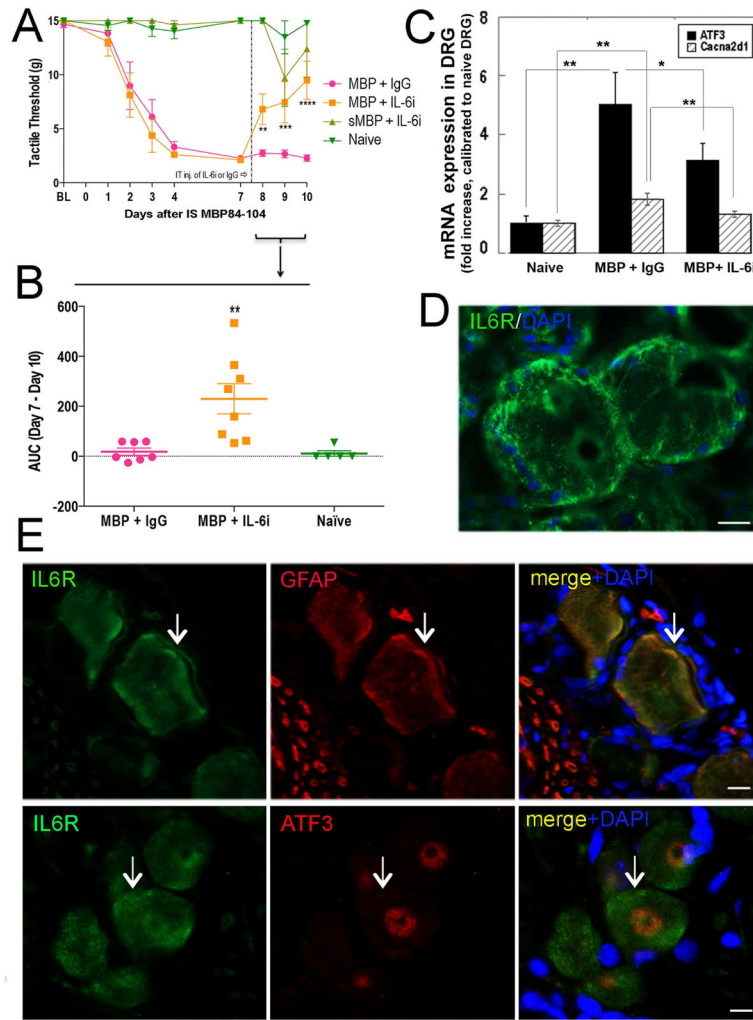 A
Tactile Threshold (g)
15
10
5
0
BL 0 1 2 3 4 7 8 9 10
Days after IS MBP84-104
IT inj. of IL-6i or IgG ⇨
** *** ****
MBP + IgG
MBP + IL-6i
sMBP + IL-6i
Naive
B
AUC (Day 7 - Day 10)
600
400
200
0
-200
**
MBP + IgG MBP + IL-6i Naïve
C
mRNA expression in DRG
(fold increase, calibrated to naive DRG)
8
6
4
2
0
ATF3
Cacna2d1
**
** *
**
Naive MBP + IgG MBP+ IL-6i
D
IL6R/DAPI
E
IL6R GFAP merge+DAPI
IL6R ATF3 merge+DAPI